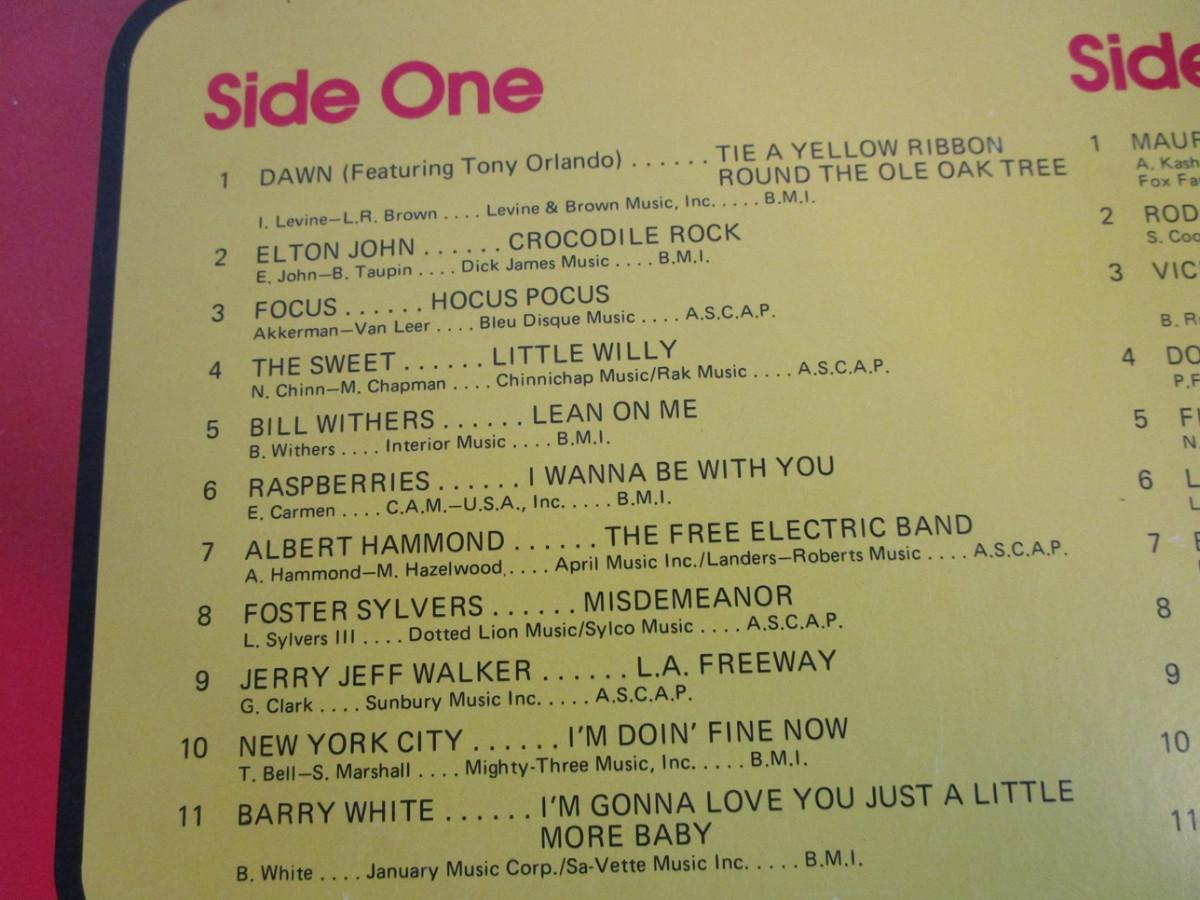 Side One
1 DAWN (Featuring Tony Orlando) . . . . . . TIE A YELLOW RIBBON
ROUND THE OLE OAK TREE
I. Levine—L.R. Brown . . . . Levine & Brown Music, Inc. . . . . B.M.I.
2 ELTON JOHN . . . . . . CROCODILE ROCK
E. John—B. Taupin . . . . Dick James Music . . . . B.M.I.
3 FOCUS . . . . . . HOCUS POCUS
Akkerman—Van Leer . . . . Bleu Disque Music . . . . A.S.C.A.P.
4 THE SWEET . . . . . . LITTLE WILLY
N. Chinn—M. Chapman . . . . Chinnichap Music/Rak Music . . . . A.S.C.A.P.
5 BILL WITHERS . . . . . . LEAN ON ME
B. Withers . . . . Interior Music . . . . B.M.I.
6 RASPBERRIES . . . . . . I WANNA BE WITH YOU
E. Carmen . . . . C.A.M.—U.S.A., Inc. . . . . B.M.I.
7 ALBERT HAMMOND . . . . . . THE FREE ELECTRIC BAND
A. Hammond—M. Hazelwood . . . . April Music Inc./Landers—Roberts Music . . . . A.S.C.A.P.
8 FOSTER SYLVERS . . . . . . MISDEMEANOR
L. Sylvers III . . . . Dotted Lion Music/Sylco Music . . . . A.S.C.A.P.
9 JERRY JEFF WALKER . . . . . . L.A. FREEWAY
G. Clark . . . . Sunbury Music Inc. . . . . A.S.C.A.P.
10 NEW YORK CITY . . . . . . I'M DOIN' FINE NOW
T. Bell—S. Marshall . . . . Mighty-Three Music, Inc. . . . . B.M.I.
11 BARRY WHITE . . . . . . I'M GONNA LOVE YOU JUST A LITTLE
MORE BABY
B. White . . . . January Music Corp./Sa-Vette Music Inc. . . . . B.M.I.
Side
1 MAUR
A. Kash
Fox Fa
2 ROD
S. Coo
3 VIC
B. R
4 DO
P.F
5 F
N.
6 L
L
7
8
9
10
11